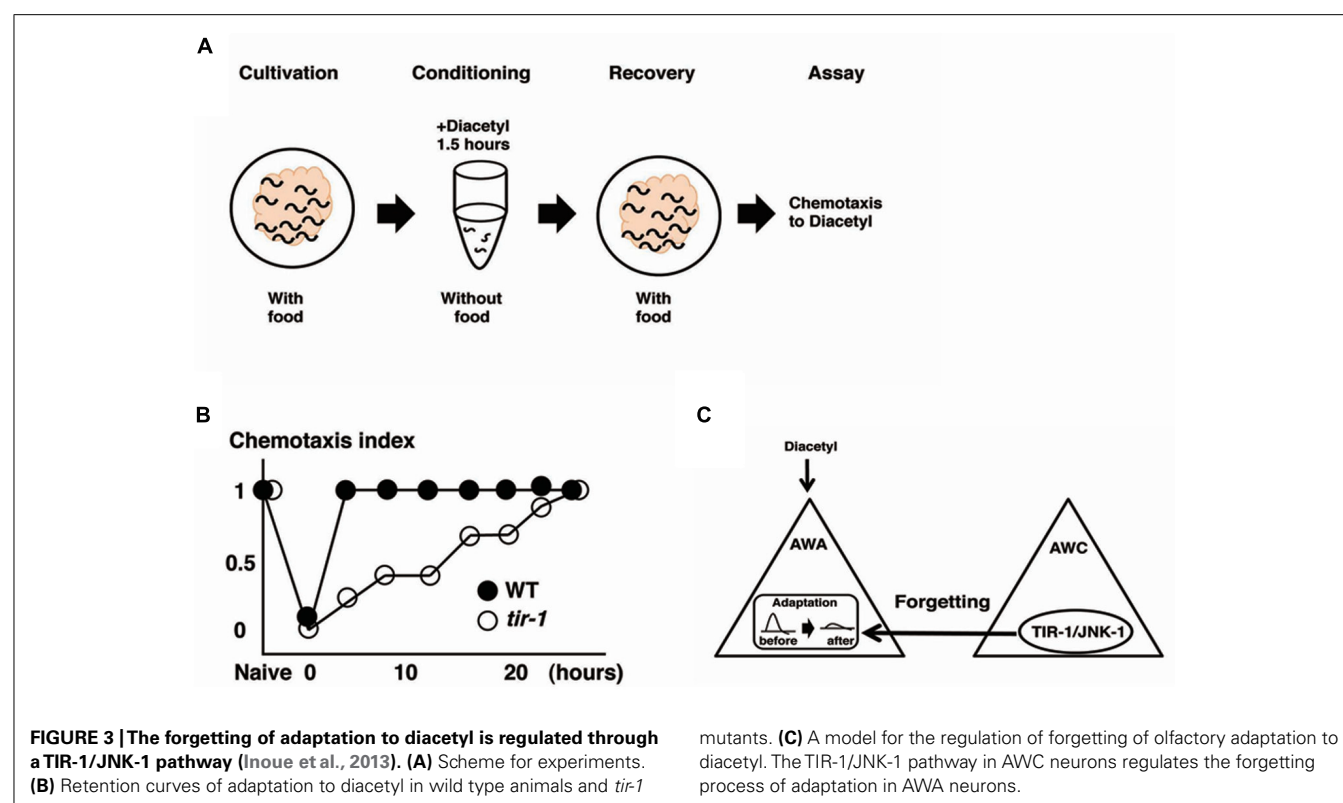 A
Cultivation Conditioning Recovery Assay
+Diacetyl
1.5 hours
Chemotaxis
to Diacetyl
With
food
Without
food
With
food
B
Chemotaxis index
1
0.5
0
WT
tir-1
Naive 0 10 20 (hours)
C
Diacetyl
AWA
AWC
Adaptation
before after
Forgetting
TIR-1/JNK-1
FIGURE 3 | The forgetting of adaptation to diacetyl is regulated through
a TIR-1/JNK-1 pathway (Inoue et al., 2013). (A) Scheme for experiments.
(B) Retention curves of adaptation to diacetyl in wild type animals and tir-1
mutants. (C) A model for the regulation of forgetting of olfactory adaptation to
diacetyl. The TIR-1/JNK-1 pathway in AWC neurons regulates the forgetting
process of adaptation in AWA neurons.